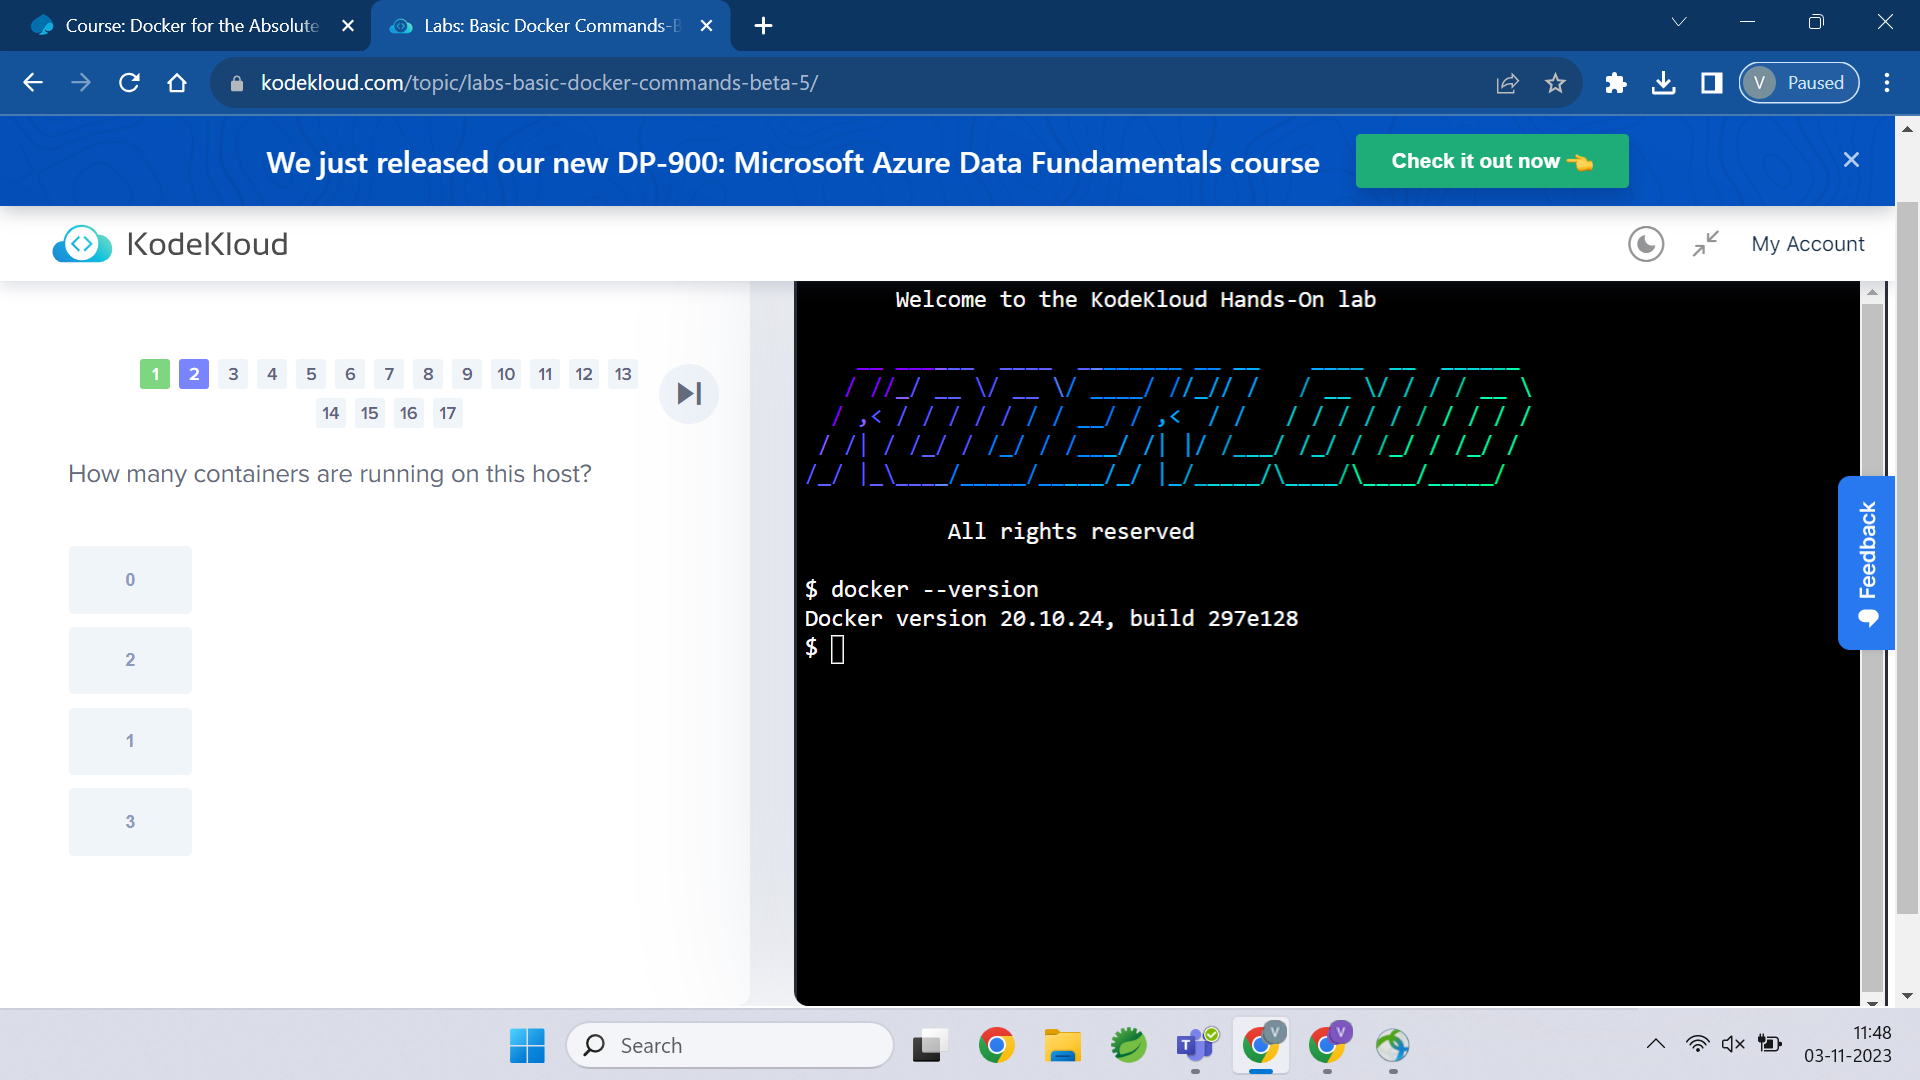 Course: Docker for the Absolute
Labs: Basic Docker Commands-B
kodekloud.com/topic/labs-basic-docker-commands-beta-5/
V Paused
We just released our new DP-900: Microsoft Azure Data Fundamentals course
Check it out now
KodeKloud
My Account
1 2 3 4 5 6 7 8 9 10 11 12 13
14 15 16 17
How many containers are running on this host?
0
2
1
3
Welcome to the KodeKloud Hands-On lab
KODEKLOUD
All rights reserved
$ docker --version
Docker version 20.10.24, build 297e128
$
Feedback
Search
T
V
V
11:48
03-11-2023